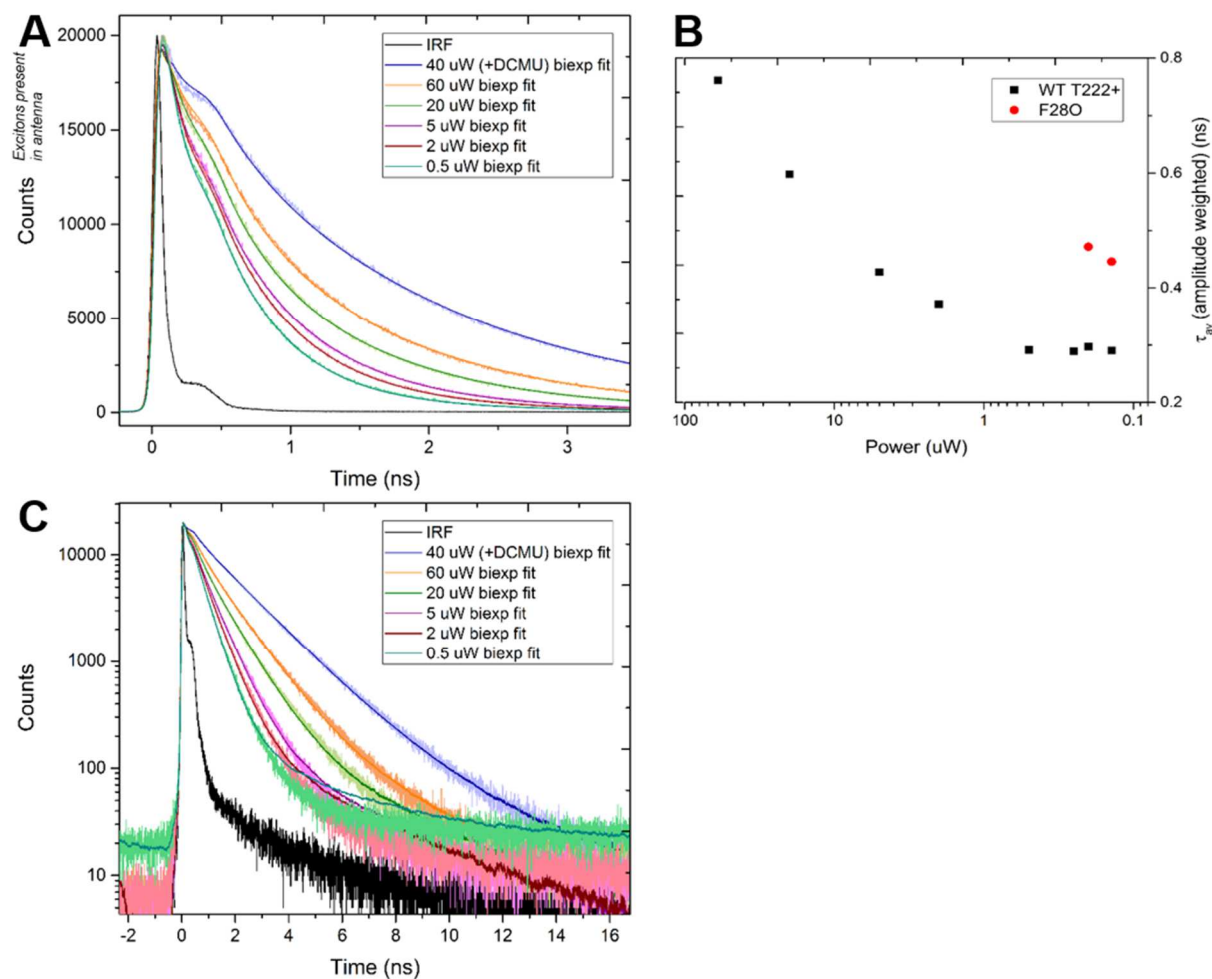 A
20000
15000
10000
5000
0
Excitons present
in antenna
Counts
IRF
40 uW (+DCMU) biexp fit
60 uW biexp fit
20 uW biexp fit
5 uW biexp fit
2 uW biexp fit
0.5 uW biexp fit
0 1 2 3
Time (ns)
B
WT T222+
F28O
0.8
0.6
0.4
0.2
τav (amplitude weighted) (ns)
100 10 1 0.1
Power (uW)
C
10000
1000
100
10
Counts
IRF
40 uW (+DCMU) biexp fit
60 uW biexp fit
20 uW biexp fit
5 uW biexp fit
2 uW biexp fit
0.5 uW biexp fit
-2 0 2 4 6 8 10 12 14 16
Time (ns)